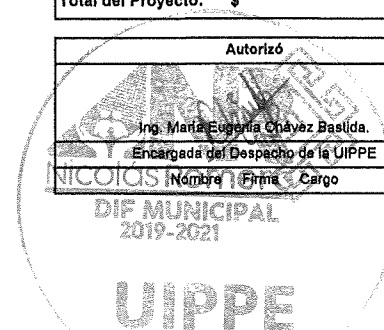 Total del Proyecto: $
Autorizó
Ing. María Eugenia Chávez Bastida.
Encargada del Despacho de la UIPPE
Nicolás
Nombre Firma Cargo
DIF MUNICIPAL
2019-2021
UIPPE